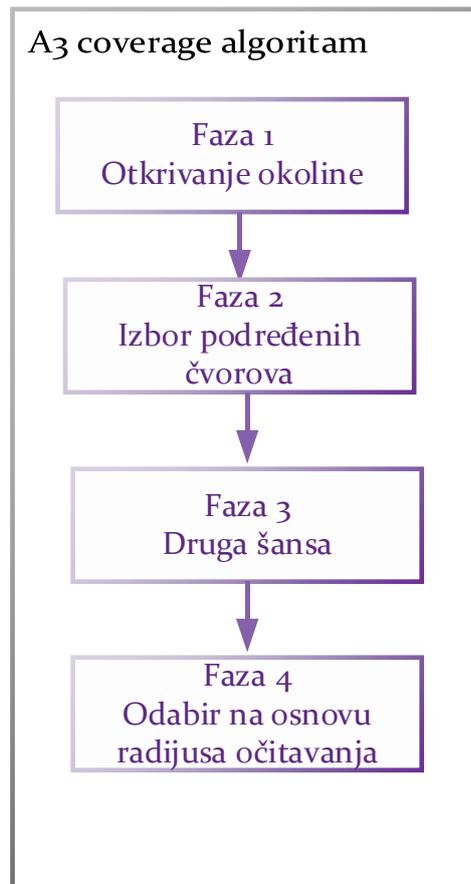 A3 coverage algoritam
Faza 1
Otkrivanje okoline
Faza 2
Izbor podređenih
čvorova
Faza 3
Druga šansa
Faza 4
Odabir na osnovu
radijusa očitavanja